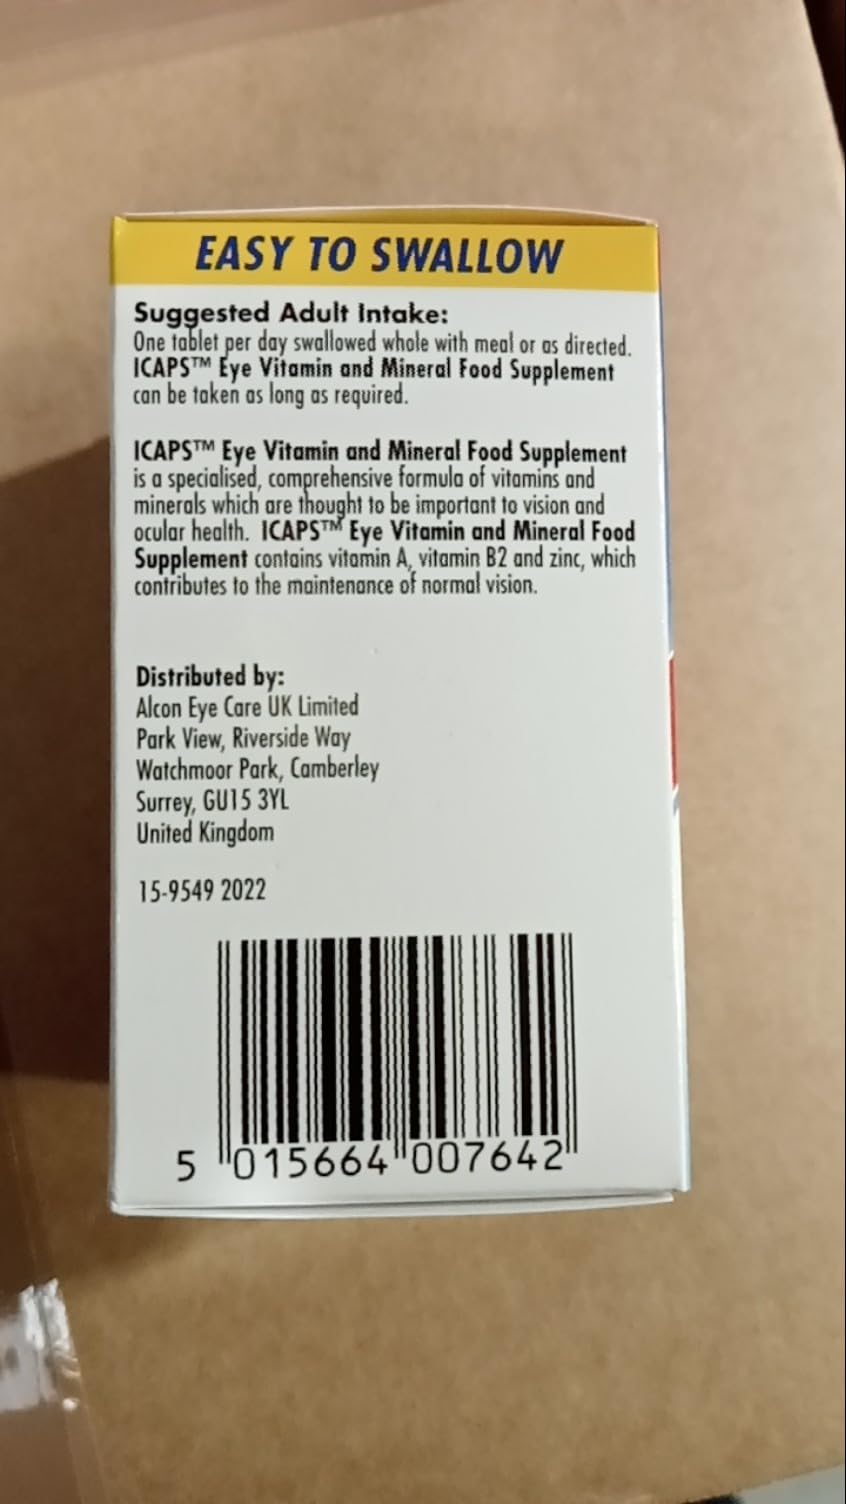 EASY TO SWALLOW
Suggested Adult Intake:
One tablet per day swallowed whole with meal or as directed.
ICAPS™ Eye Vitamin and Mineral Food Supplement
can be taken as long as required.
ICAPS™ Eye Vitamin and Mineral Food Supplement
is a specialised, comprehensive formula of vitamins and
minerals which are thought to be important to vision and
ocular health. ICAPS™ Eye Vitamin and Mineral Food
Supplement contains vitamin A, vitamin B2 and zinc, which
contributes to the maintenance of normal vision.
Distributed by:
Alcon Eye Care UK Limited
Park View, Riverside Way
Watchmoor Park, Camberley
Surrey, GU15 3YL
United Kingdom
15-9549 2022
5 015664 007642